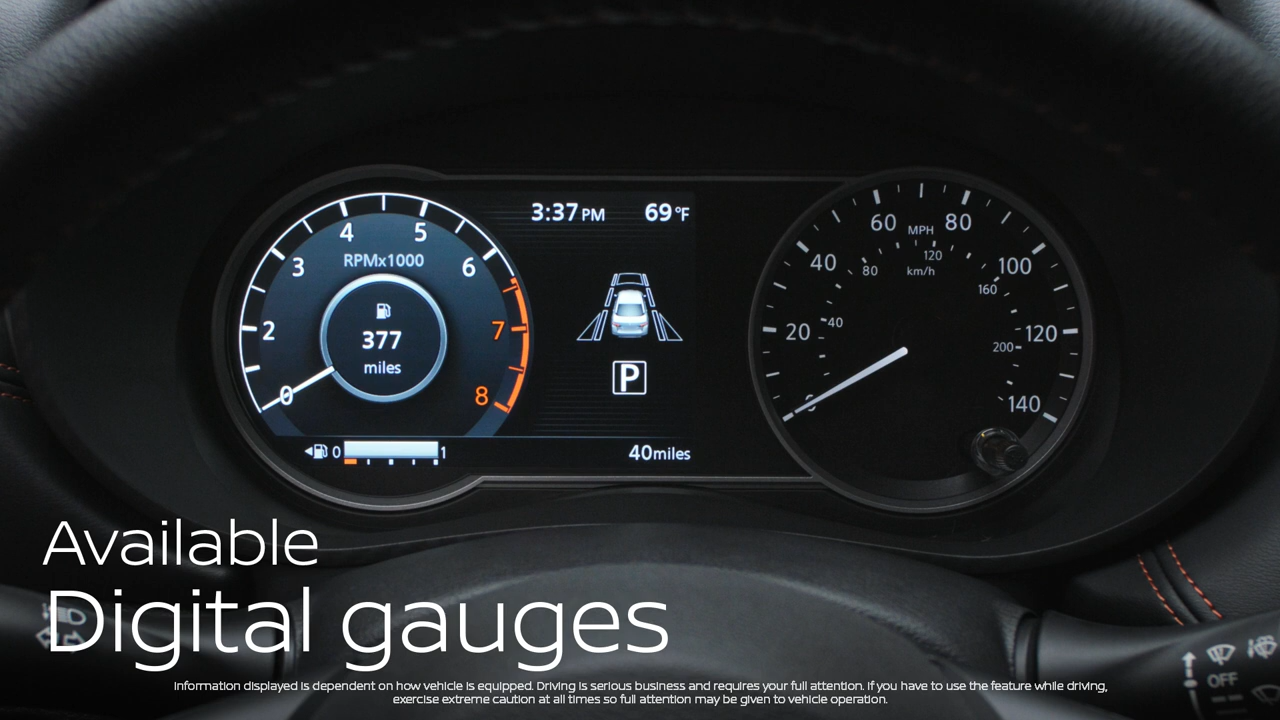 3:37 PM 69°F
60 MPH 80
4 5
120
RPMx1000
40 80 km/h 100
3 6
160
377
2 7
20 40 200 120
miles
P
0 8
0 140
0 1
40miles
Available
Digital gauges
OFF
Information displayed is dependent on how vehicle is equipped. Driving is serious business and requires your full attention. If you have to use the feature while driving,
exercise extreme caution at all times so full attention may be given to vehicle operation.